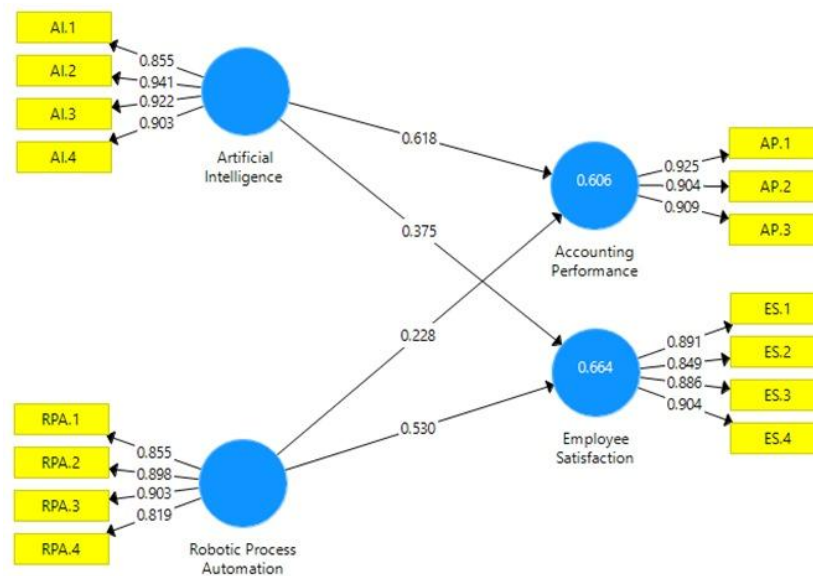 AI.1
AI.2
AI.3
AI.4
0.855
0.941
0.922
0.903
Artificial
Intelligence
0.618
0.375
0.228
0.530
0.606
Accounting
Performance
0.925
0.904
0.909
AP.1
AP.2
AP.3
0.664
Employee
Satisfaction
0.891
0.849
0.886
0.904
ES.1
ES.2
ES.3
ES.4
RPA.1
RPA.2
RPA.3
RPA.4
0.855
0.898
0.903
0.819
Robotic Process
Automation